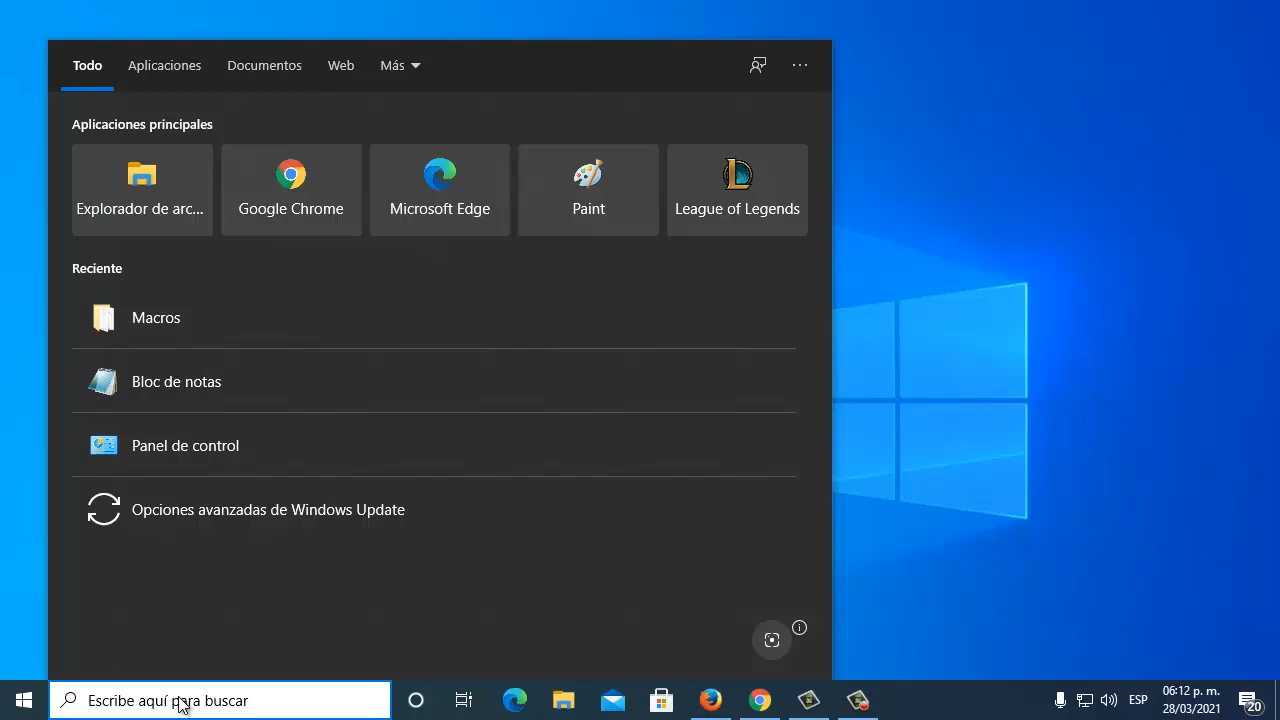 Todo Aplicaciones Documentos Web Más
Aplicaciones principales
Explorador de arc... Google Chrome Microsoft Edge Paint League of Legends
Reciente
Macros
Bloc de notas
Panel de control
Opciones avanzadas de Windows Update
Escribe aquí para buscar
ESP
06:12 p. m.
28/03/2021
20